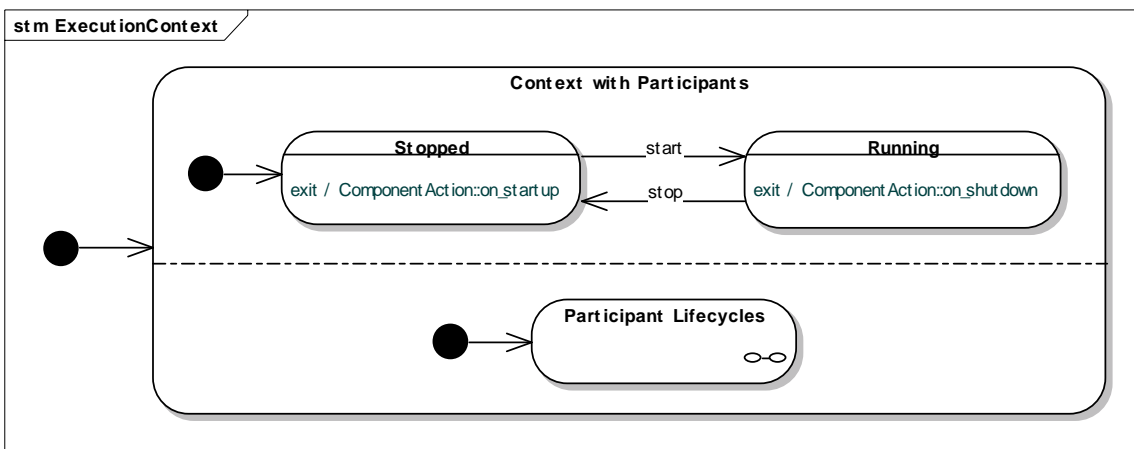 stm ExecutionContext
Context with Participants
Stopped
exit / ComponentAction::on_startup
start
stop
Running
exit / ComponentAction::on_shutdown
Participant Lifecycles